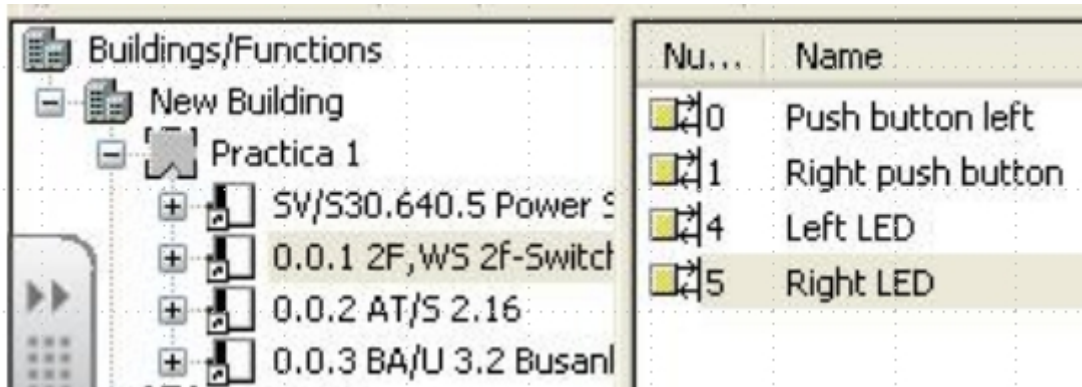 Buildings/Functions
New Building
Practica 1
SV/S30.640.5 Power S
0.0.1 2F,WS 2f-Switch
0.0.2 AT/S 2.16
0.0.3 BA/U 3.2 Busanl
Nu... Name
0 Push button left
1 Right push button
4 Left LED
5 Right LED